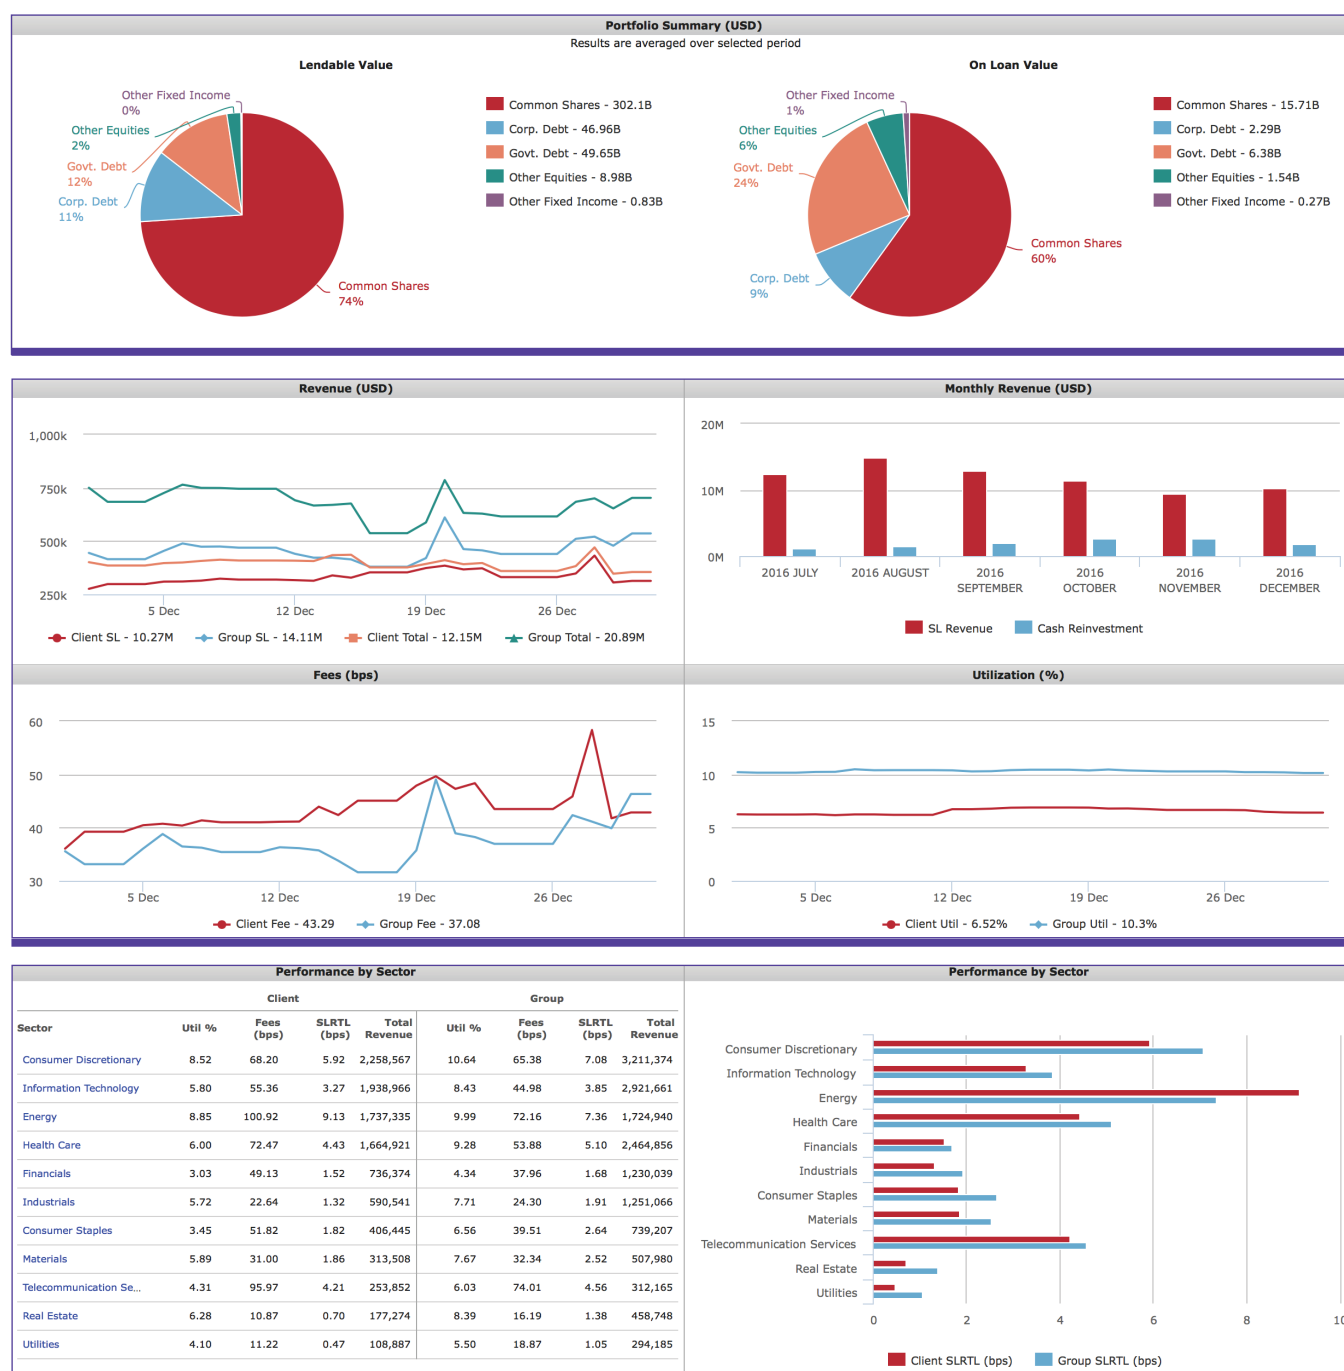 Portfolio Summary (USD)
Results are averaged over selected period
Lendable Value
Other Fixed Income
0%
Other Equities
2%
Govt. Debt
12%
Corp. Debt
11%
Common Shares
74%
Common Shares - 302.1B
Corp. Debt - 46.96B
Govt. Debt - 49.65B
Other Equities - 8.98B
Other Fixed Income - 0.83B
On Loan Value
Other Fixed Income
1%
Other Equities
6%
Govt. Debt
24%
Corp. Debt
9%
Common Shares
60%
Common Shares - 15.71B
Corp. Debt - 2.29B
Govt. Debt - 6.38B
Other Equities - 1.54B
Other Fixed Income - 0.27B
Revenue (USD)
1,000k
750k
500k
250k
5 Dec 12 Dec 19 Dec 26 Dec
Client SL - 10.27M Group SL - 14.11M Client Total - 12.15M Group Total - 20.89M
Monthly Revenue (USD)
20M
10M
0M
2016 JULY 2016 AUGUST 2016 SEPTEMBER 2016 OCTOBER 2016 NOVEMBER 2016 DECEMBER
SL Revenue Cash Reinvestment
Fees (bps)
60
50
40
30
5 Dec 12 Dec 19 Dec 26 Dec
Client Fee - 43.29 Group Fee - 37.08
Utilization (%)
15
10
5
0
5 Dec 12 Dec 19 Dec 26 Dec
Client Util - 6.52% Group Util - 10.3%
Performance by Sector
Client Group
Sector Util % Fees (bps) SLRTL (bps) Total Revenue Util % Fees (bps) SLRTL (bps) Total Revenue
Consumer Discretionary 8.52 68.20 5.92 2,258,567 10.64 65.38 7.08 3,211,374
Information Technology 5.80 55.36 3.27 1,938,966 8.43 44.98 3.85 2,921,661
Energy 8.85 100.92 9.13 1,737,335 9.99 72.16 7.36 1,724,940
Health Care 6.00 72.47 4.43 1,664,921 9.28 53.88 5.10 2,464,856
Financials 3.03 49.13 1.52 736,374 4.34 37.96 1.68 1,230,039
Industrials 5.72 22.64 1.32 590,541 7.71 24.30 1.91 1,251,066
Consumer Staples 3.45 51.82 1.82 406,445 6.56 39.51 2.64 739,207
Materials 5.89 31.00 1.86 313,508 7.67 32.34 2.52 507,980
Telecommunication Se... 4.31 95.97 4.21 253,852 6.03 74.01 4.56 312,165
Real Estate 6.28 10.87 0.70 177,274 8.39 16.19 1.38 458,748
Utilities 4.10 11.22 0.47 108,887 5.50 18.87 1.05 294,185
Performance by Sector
Consumer Discretionary
Information Technology
Energy
Health Care
Financials
Industrials
Consumer Staples
Materials
Telecommunication Services
Real Estate
Utilities
0 2 4 6 8 10
Client SLRTL (bps) Group SLRTL (bps)